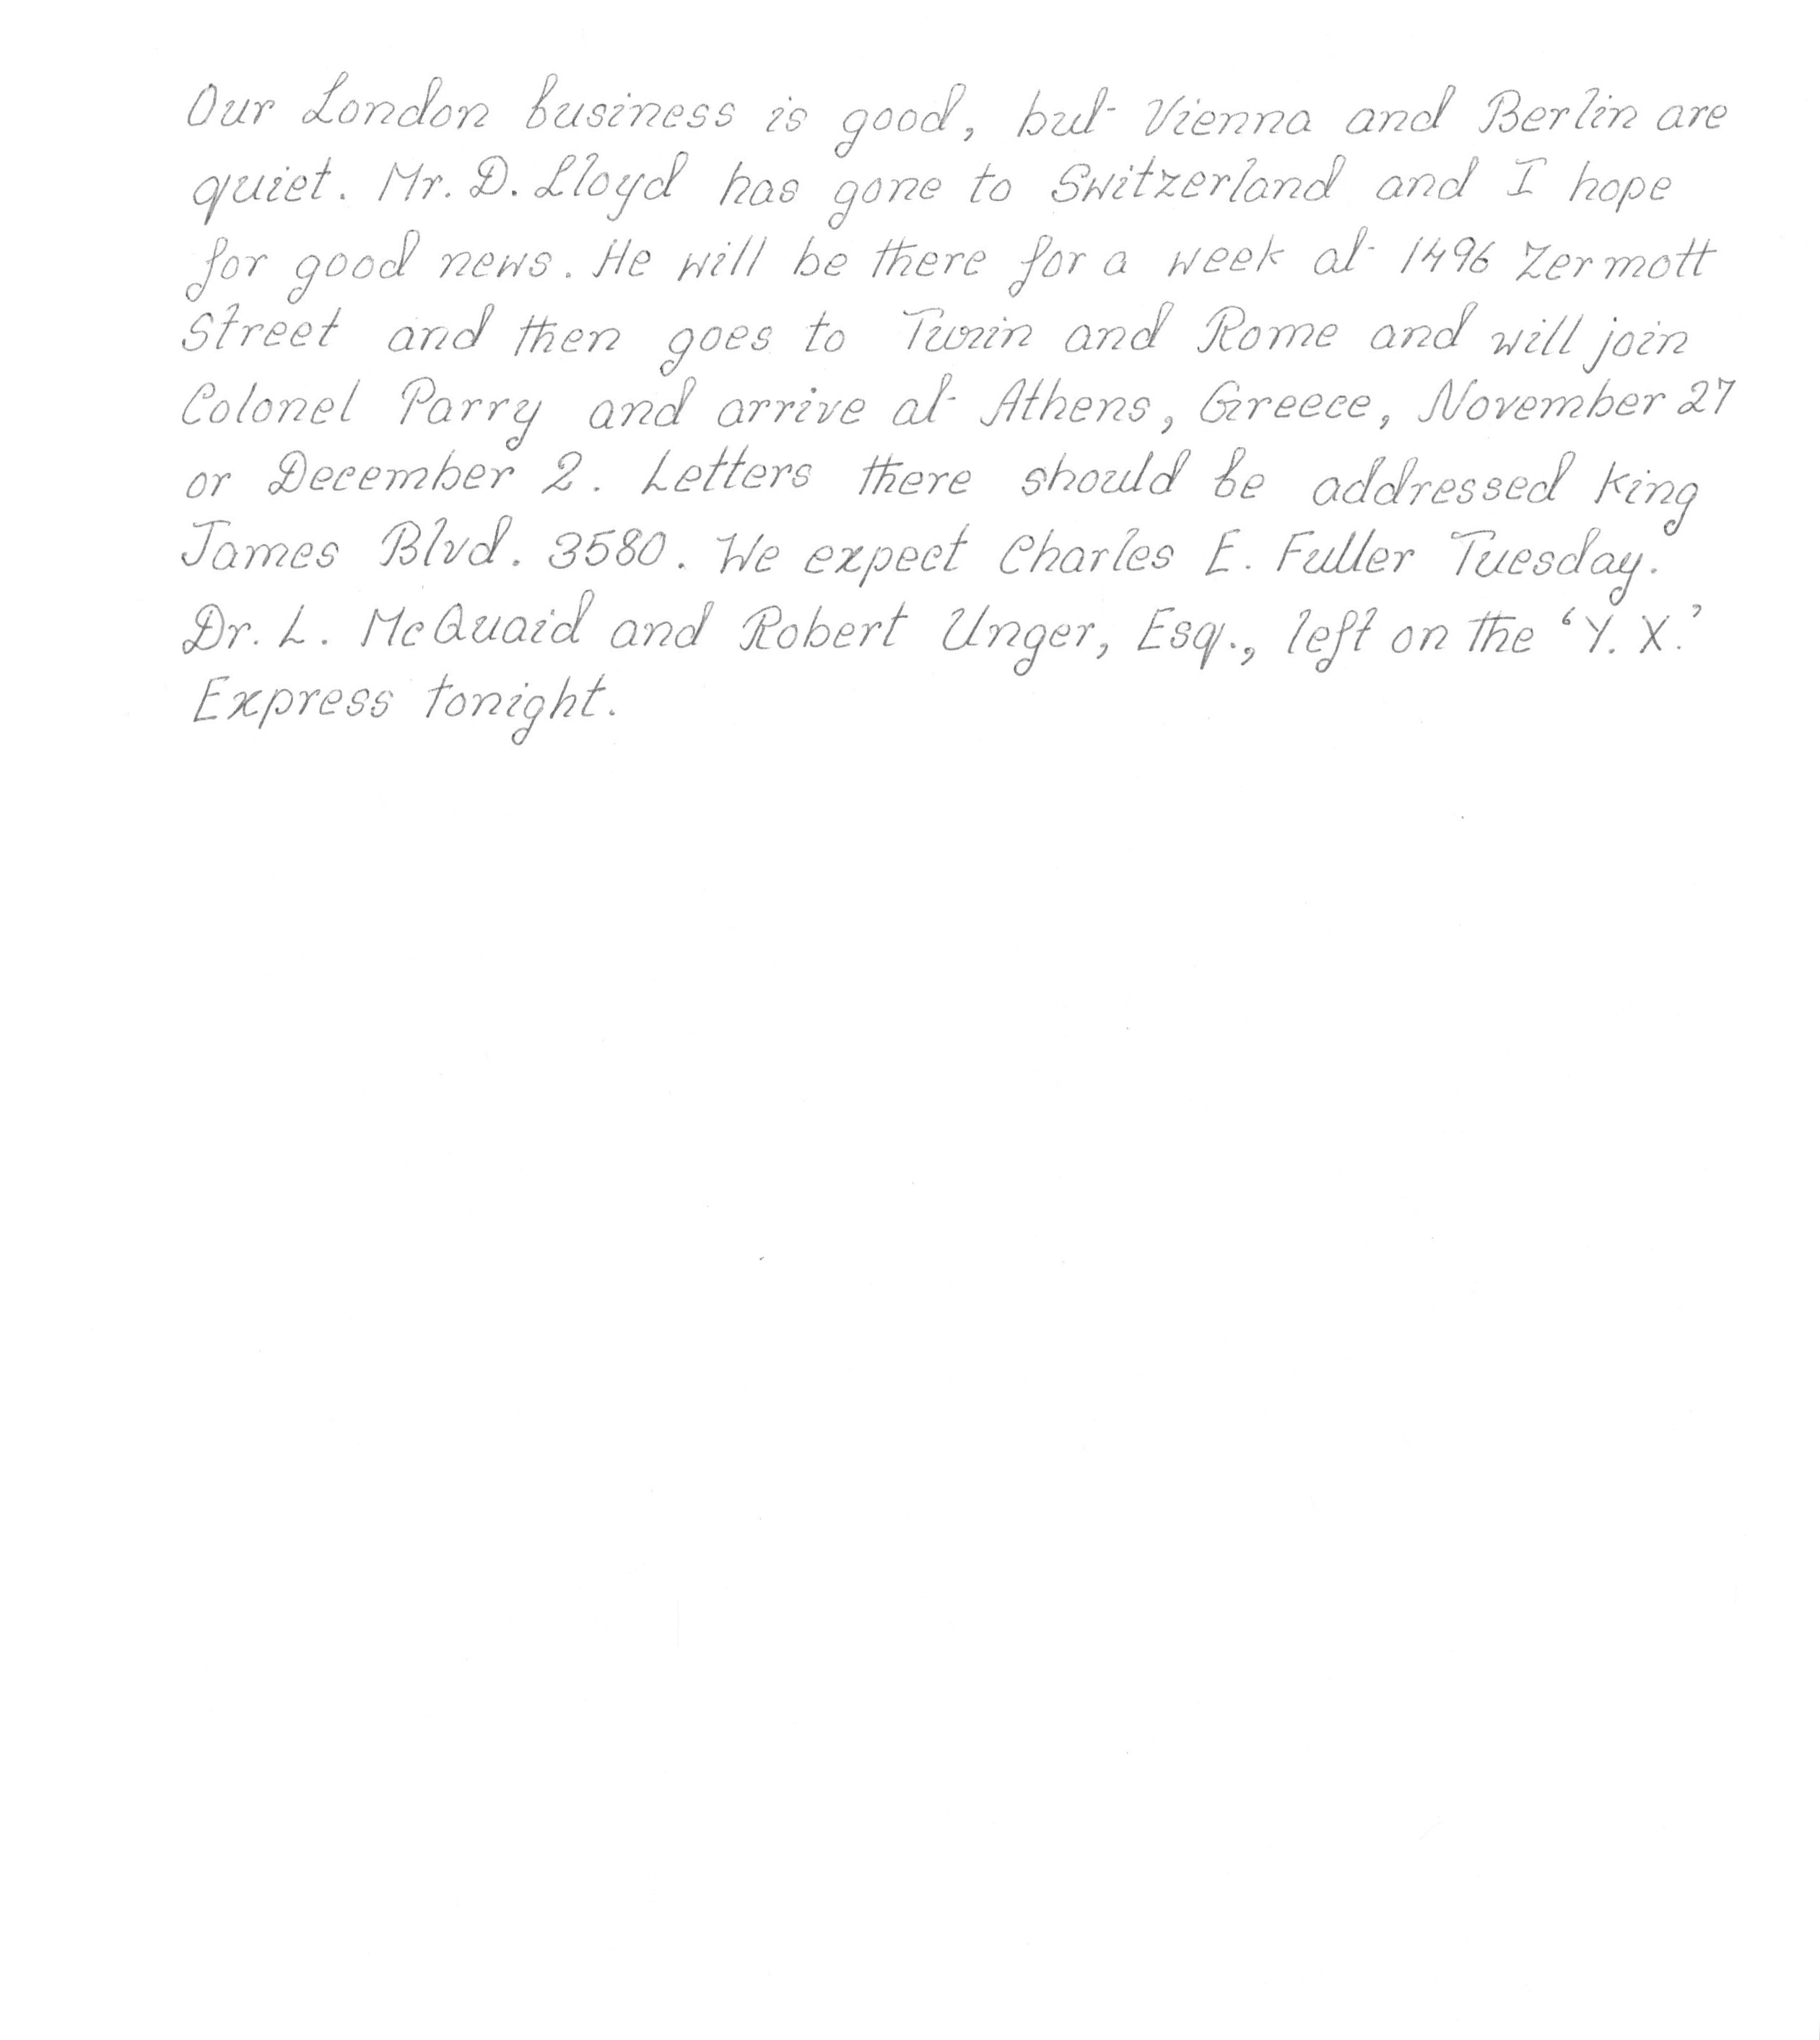 Our London business is good, but Vienna and Berlin are
quiet. Mr. D. Lloyd has gone to Switzerland and I hope
for good news. He will be there for a week at 1496 Zermott
Street and then goes to Turin and Rome and will join
Colonel Parry and arrive at Athens, Greece, November 27
or December 2. Letters there should be addressed King
James Blvd. 3580. We expect Charles E. Fuller Tuesday.
Dr. L. McQuaid and Robert Unger, Esq., left on the 'Y. X.'
Express tonight.